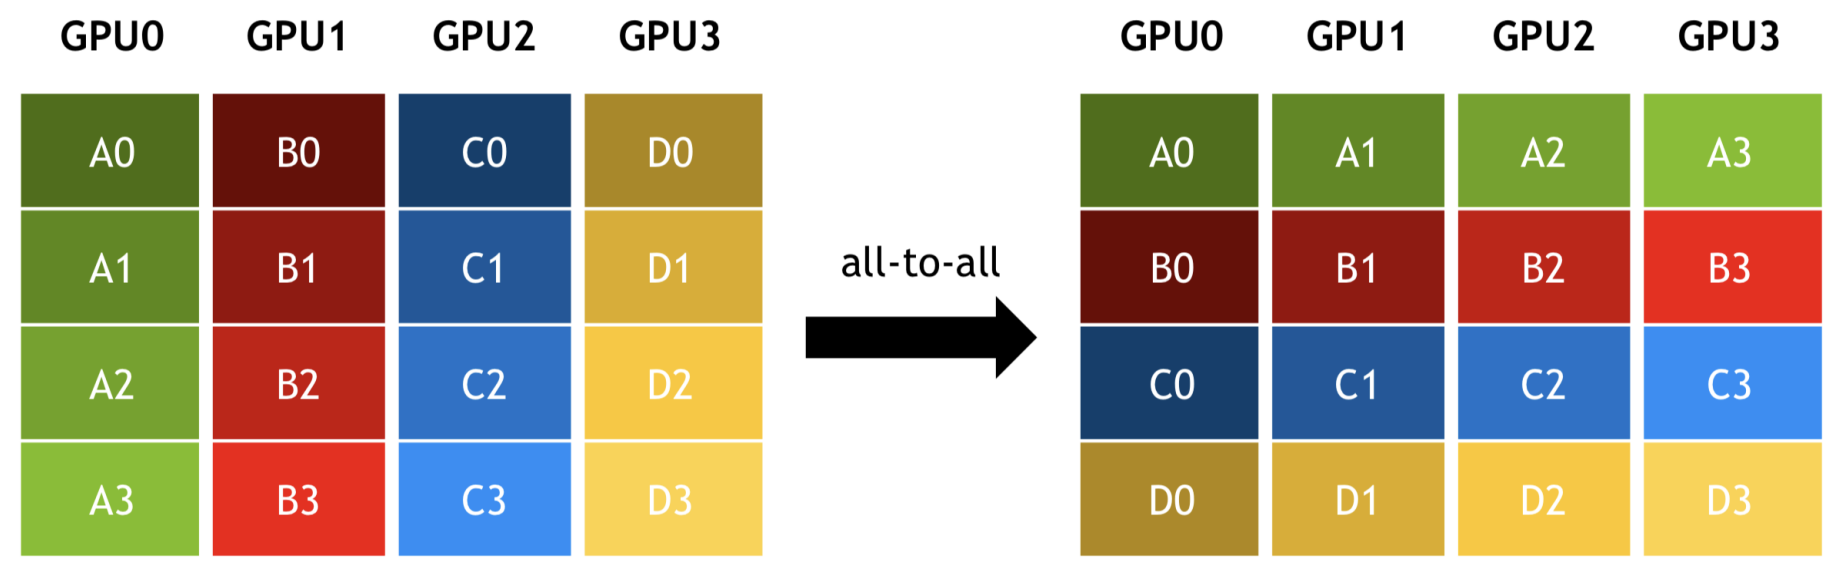 GPU0 GPU1 GPU2 GPU3 GPU0 GPU1 GPU2 GPU3
A0 B0 C0 D0 A0 A1 A2 A3
A1 B1 C1 D1 all-to-all B0 B1 B2 B3
A2 B2 C2 D2 C0 C1 C2 C3
A3 B3 C3 D3 D0 D1 D2 D3